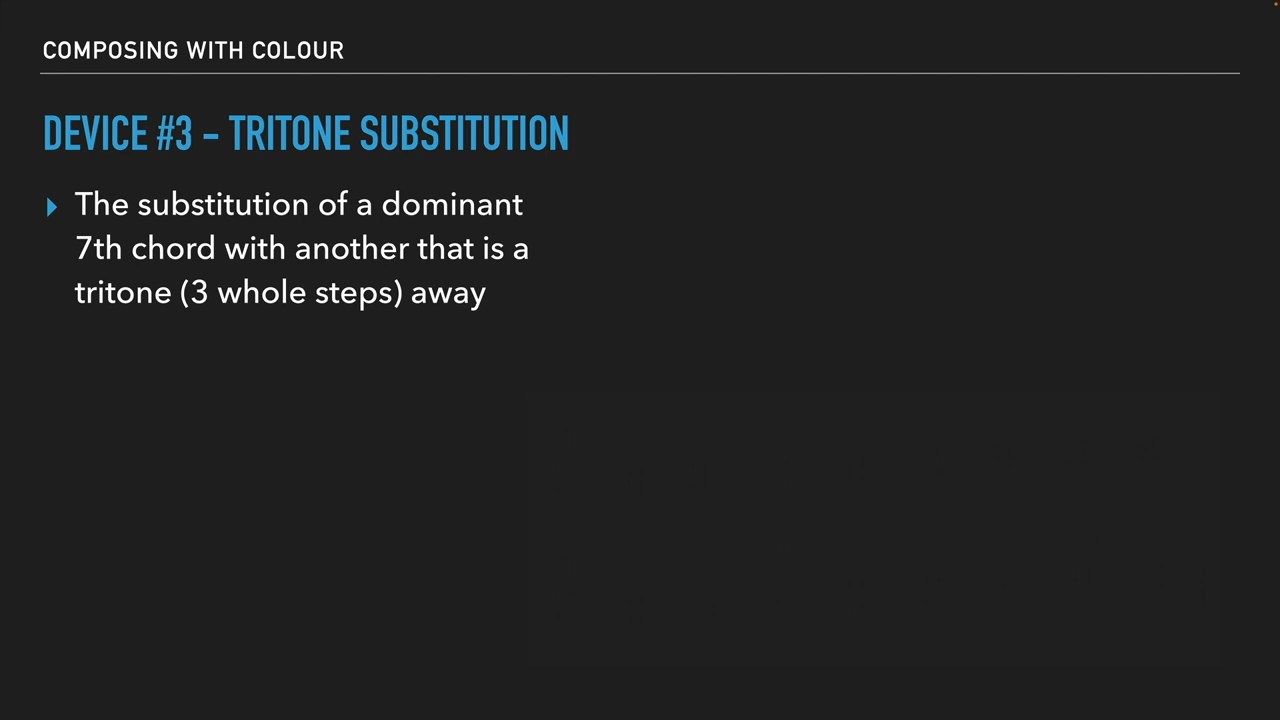 COMPOSING WITH COLOUR
DEVICE #3 - TRITONE SUBSTITUTION
The substitution of a dominant
7th chord with another that is a
tritone (3 whole steps) away